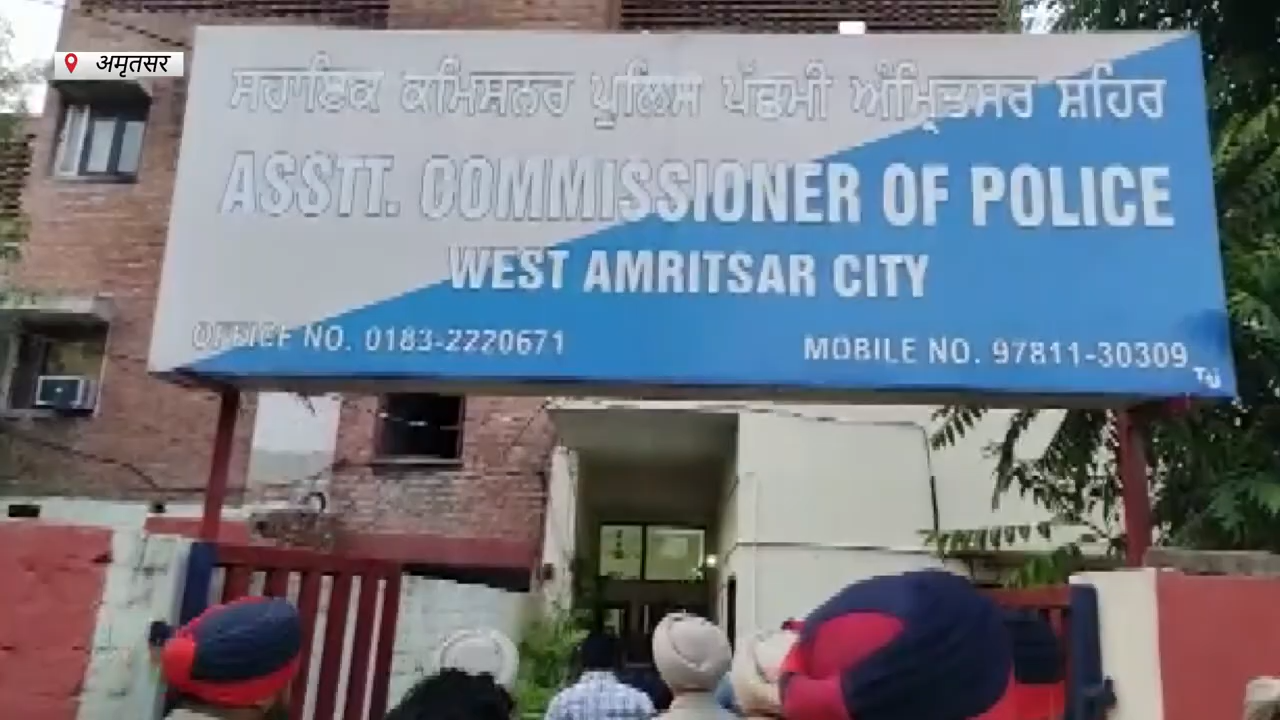 अमृतसर
ਸਹਾਇਕ ਕਮਿਸ਼ਨਰ ਪੁਲਿਸ ਪੱਛਮੀ ਅੰਮ੍ਰਿਤਸਰ ਸ਼ਹਿਰ
ASSTT. COMMISSIONER OF POLICE
WEST AMRITSAR CITY
OFFICE NO. 0183-2220671
MOBILE NO. 97811-30309